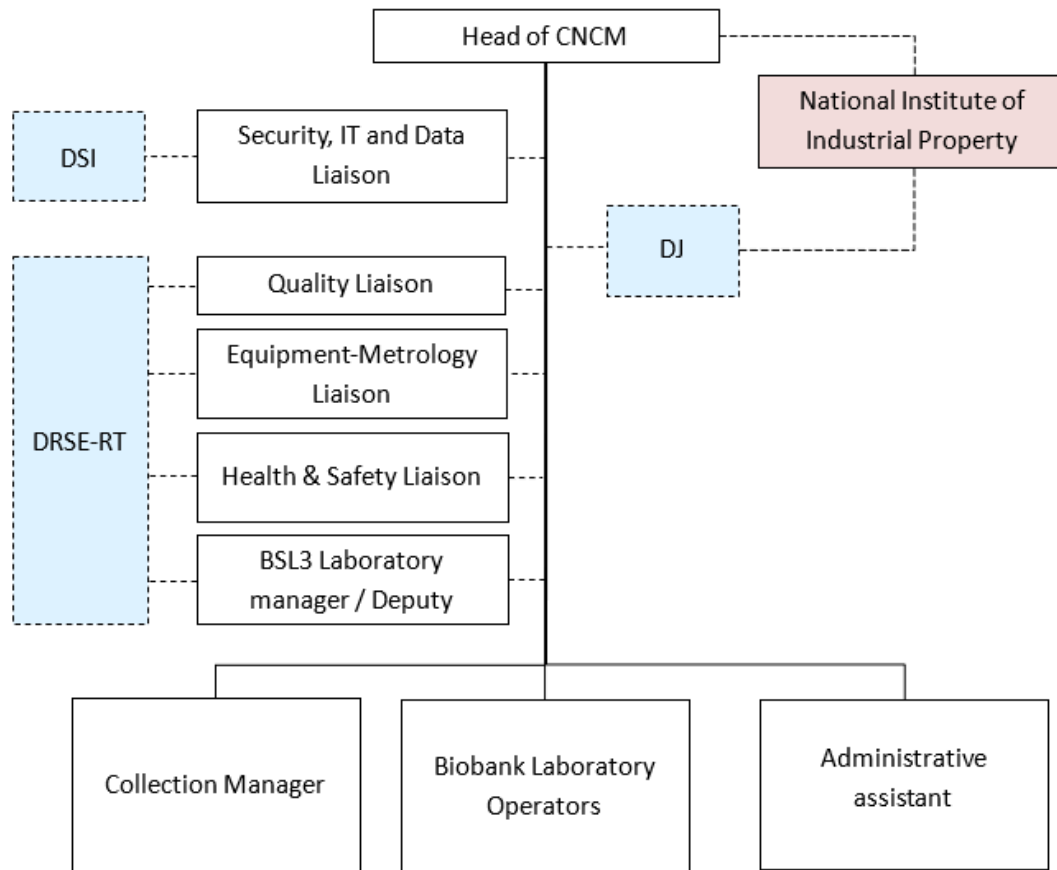 Head of CNCM
National Institute of
Industrial Property
DSI
Security, IT and Data
Liaison
DJ
DRSE-RT
Quality Liaison
Equipment-Metrology
Liaison
Health & Safety Liaison
BSL3 Laboratory
manager / Deputy
Collection Manager
Biobank Laboratory
Operators
Administrative
assistant